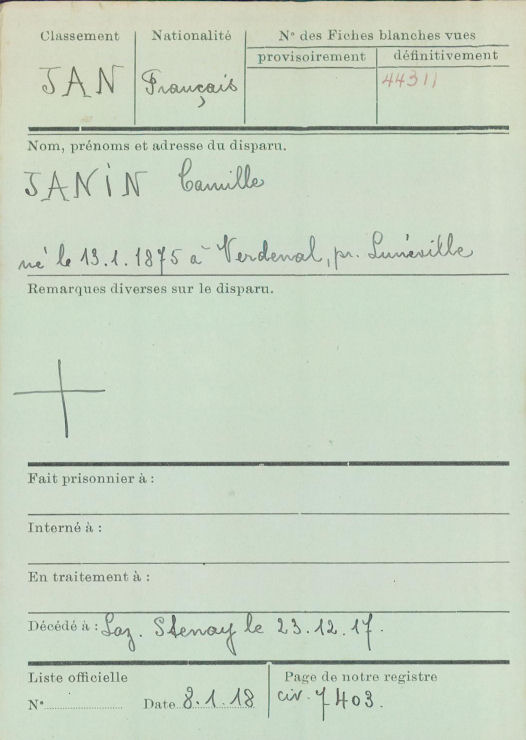 Classement Nationalité Nº des Fiches blanches vues
provisoirement définitivement
JAN Français 44311
Nom, prénoms et adresse du disparu.
JANIN Camille
né le 13.1.1875 à Verdenal, pr. Lunéville
Remarques diverses sur le disparu.
Fait prisonnier à :
Interné à :
En traitement à :
Décédé à : Laz. Stenay le 23.12.17.
Liste officielle Page de notre registre
Nº Date 8.1.18 civ. 7403.